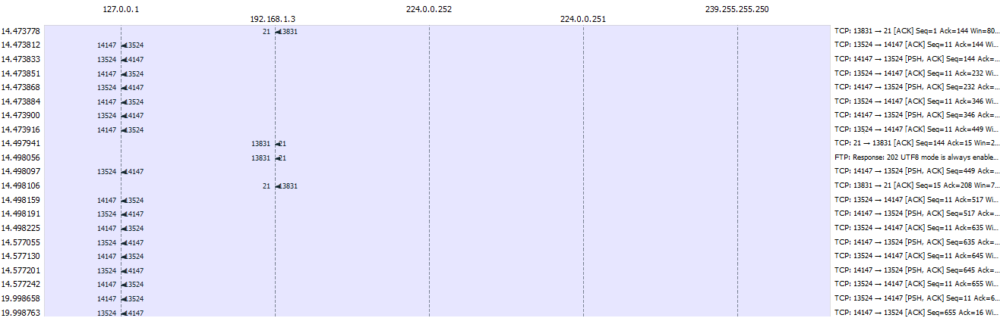 127.0.0.1 224.0.0.252 239.255.255.250
192.168.1.3 224.0.0.251
14.473778 21 13831 TCP: 13831 → 21 [ACK] Seq=1 Ack=144 Win=80...
14.473812 14147 13524 TCP: 13524 → 14147 [ACK] Seq=11 Ack=144 Wi...
14.473833 13524 14147 TCP: 14147 → 13524 [PSH, ACK] Seq=144 Ack=...
14.473851 14147 13524 TCP: 13524 → 14147 [ACK] Seq=11 Ack=232 Wi...
14.473868 13524 14147 TCP: 14147 → 13524 [PSH, ACK] Seq=232 Ack=...
14.473884 14147 13524 TCP: 13524 → 14147 [ACK] Seq=11 Ack=346 Wi...
14.473900 13524 14147 TCP: 14147 → 13524 [PSH, ACK] Seq=346 Ack=...
14.473916 14147 13524 TCP: 13524 → 14147 [ACK] Seq=11 Ack=449 Wi...
14.497941 13831 21 TCP: 21 → 13831 [ACK] Seq=144 Ack=15 Win=2...
14.498056 13831 21 FTP: Response: 202 UTF8 mode is always enable...
14.498097 13524 14147 TCP: 14147 → 13524 [PSH, ACK] Seq=449 Ack=...
14.498106 21 13831 TCP: 13831 → 21 [ACK] Seq=15 Ack=208 Win=7...
14.498159 14147 13524 TCP: 13524 → 14147 [ACK] Seq=11 Ack=517 Wi...
14.498191 13524 14147 TCP: 14147 → 13524 [PSH, ACK] Seq=517 Ack=...
14.498225 14147 13524 TCP: 13524 → 14147 [ACK] Seq=11 Ack=635 Wi...
14.577055 13524 14147 TCP: 14147 → 13524 [PSH, ACK] Seq=635 Ack=...
14.577130 14147 13524 TCP: 13524 → 14147 [ACK] Seq=11 Ack=645 Wi...
14.577201 13524 14147 TCP: 14147 → 13524 [PSH, ACK] Seq=645 Ack=...
14.577242 14147 13524 TCP: 13524 → 14147 [ACK] Seq=11 Ack=655 Wi...
19.998658 14147 13524 TCP: 13524 → 14147 [PSH, ACK] Seq=11 Ack=6...
19.998763 13524 14147 TCP: 14147 → 13524 [ACK] Seq=655 Ack=16 Wi...